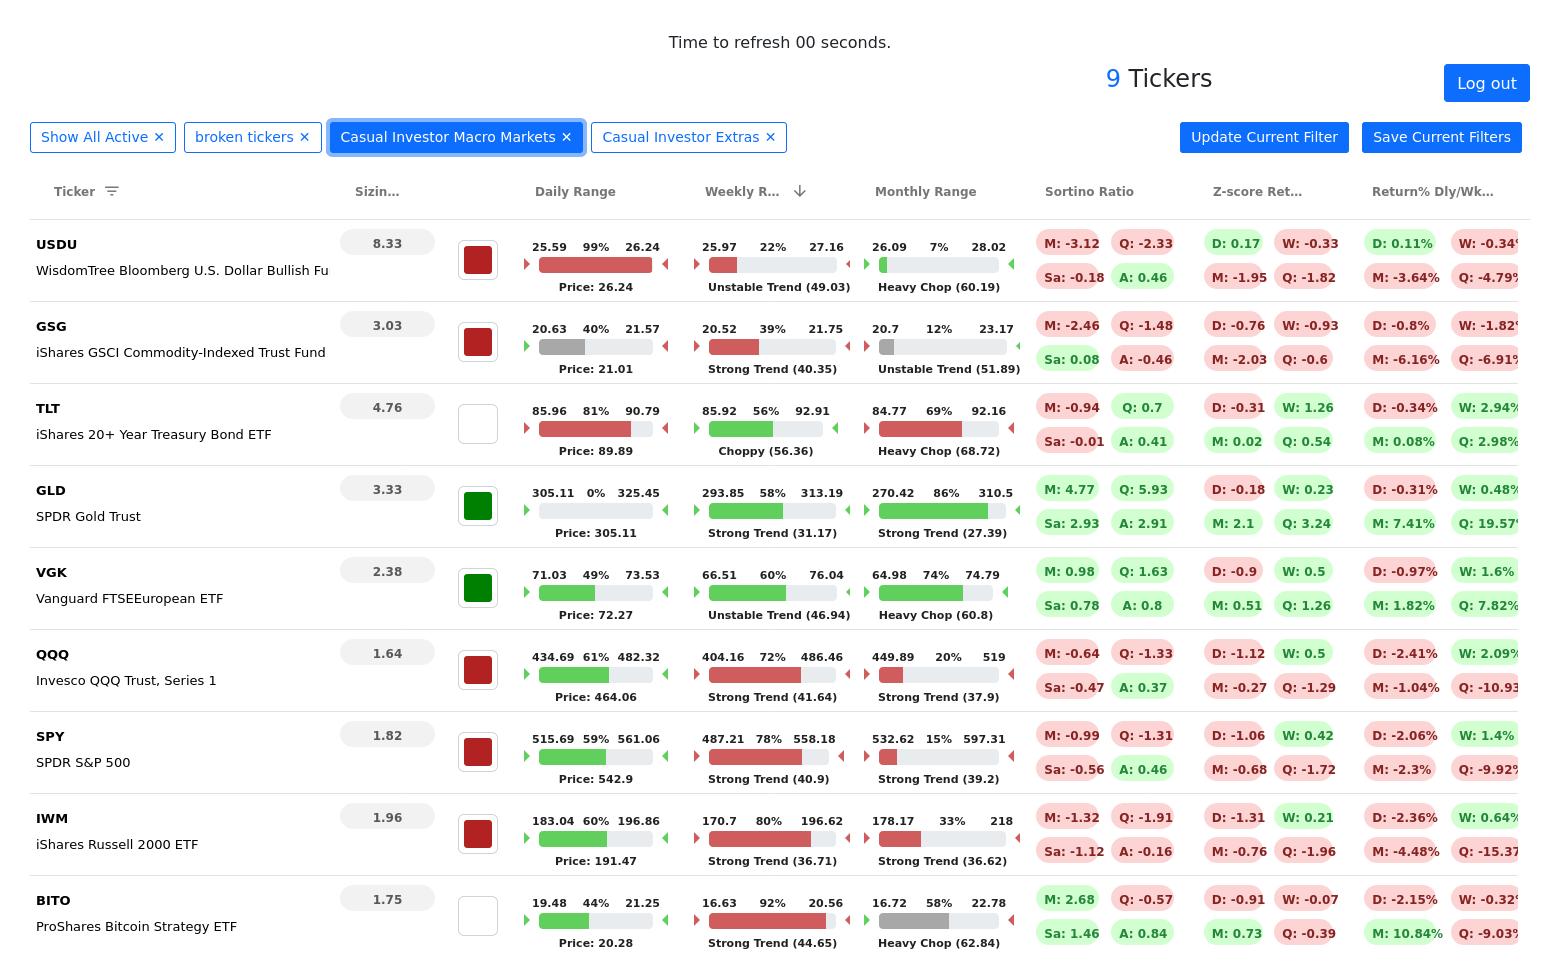 Time to refresh 00 seconds.
9 Tickers
Log out
Show All Active ✕ broken tickers ✕ Casual Investor Macro Markets ✕ Casual Investor Extras ✕ Update Current Filter Save Current Filters
Ticker Sizin... Daily Range Weekly R... Monthly Range Sortino Ratio Z-score Ret... Return% Dly/Wk...
USDU 8.33 25.59 99% 26.24 25.97 22% 27.16 26.09 7% 28.02 M: -3.12 Q: -2.33 D: 0.17 W: -0.33 D: 0.11% W: -0.34%
WisdomTree Bloomberg U.S. Dollar Bullish Fu Sa: -0.18 A: 0.46 M: -1.95 Q: -1.82 M: -3.64% Q: -4.79%
Price: 26.24 Unstable Trend (49.03) Heavy Chop (60.19)
GSG 3.03 20.63 40% 21.57 20.52 39% 21.75 20.7 12% 23.17 M: -2.46 Q: -1.48 D: -0.76 W: -0.93 D: -0.8% W: -1.82%
iShares GSCI Commodity-Indexed Trust Fund Sa: 0.08 A: -0.46 M: -2.03 Q: -0.6 M: -6.16% Q: -6.91%
Price: 21.01 Strong Trend (40.35) Unstable Trend (51.89)
TLT 4.76 85.96 81% 90.79 85.92 56% 92.91 84.77 69% 92.16 M: -0.94 Q: 0.7 D: -0.31 W: 1.26 D: -0.34% W: 2.94%
iShares 20+ Year Treasury Bond ETF Sa: -0.01 A: 0.41 M: 0.02 Q: 0.54 M: 0.08% Q: 2.98%
Price: 89.89 Choppy (56.36) Heavy Chop (68.72)
GLD 3.33 305.11 0% 325.45 293.85 58% 313.19 270.42 86% 310.5 M: 4.77 Q: 5.93 D: -0.18 W: 0.23 D: -0.31% W: 0.48%
SPDR Gold Trust Sa: 2.93 A: 2.91 M: 2.1 Q: 3.24 M: 7.41% Q: 19.57%
Price: 305.11 Strong Trend (31.17) Strong Trend (27.39)
VGK 2.38 71.03 49% 73.53 66.51 60% 76.04 64.98 74% 74.79 M: 0.98 Q: 1.63 D: -0.9 W: 0.5 D: -0.97% W: 1.6%
Vanguard FTSEEuropean ETF Sa: 0.78 A: 0.8 M: 0.51 Q: 1.26 M: 1.82% Q: 7.82%
Price: 72.27 Unstable Trend (46.94) Heavy Chop (60.8)
QQQ 1.64 434.69 61% 482.32 404.16 72% 486.46 449.89 20% 519 M: -0.64 Q: -1.33 D: -1.12 W: 0.5 D: -2.41% W: 2.09%
Invesco QQQ Trust, Series 1 Sa: -0.47 A: 0.37 M: -0.27 Q: -1.29 M: -1.04% Q: -10.93
Price: 464.06 Strong Trend (41.64) Strong Trend (37.9)
SPY 1.82 515.69 59% 561.06 487.21 78% 558.18 532.62 15% 597.31 M: -0.99 Q: -1.31 D: -1.06 W: 0.42 D: -2.06% W: 1.4%
SPDR S&P 500 Sa: -0.56 A: 0.46 M: -0.68 Q: -1.72 M: -2.3% Q: -9.92%
Price: 542.9 Strong Trend (40.9) Strong Trend (39.2)
IWM 1.96 183.04 60% 196.86 170.7 80% 196.62 178.17 33% 218 M: -1.32 Q: -1.91 D: -1.31 W: 0.21 D: -2.36% W: 0.64%
iShares Russell 2000 ETF Sa: -1.12 A: -0.16 M: -0.76 Q: -1.96 M: -4.48% Q: -15.37
Price: 191.47 Strong Trend (36.71) Strong Trend (36.62)
BITO 1.75 19.48 44% 21.25 16.63 92% 20.56 16.72 58% 22.78 M: 2.68 Q: -0.57 D: -0.91 W: -0.07 D: -2.15% W: -0.32%
ProShares Bitcoin Strategy ETF Sa: 1.46 A: 0.84 M: 0.73 Q: -0.39 M: 10.84% Q: -9.03%
Price: 20.28 Strong Trend (44.65) Heavy Chop (62.84)